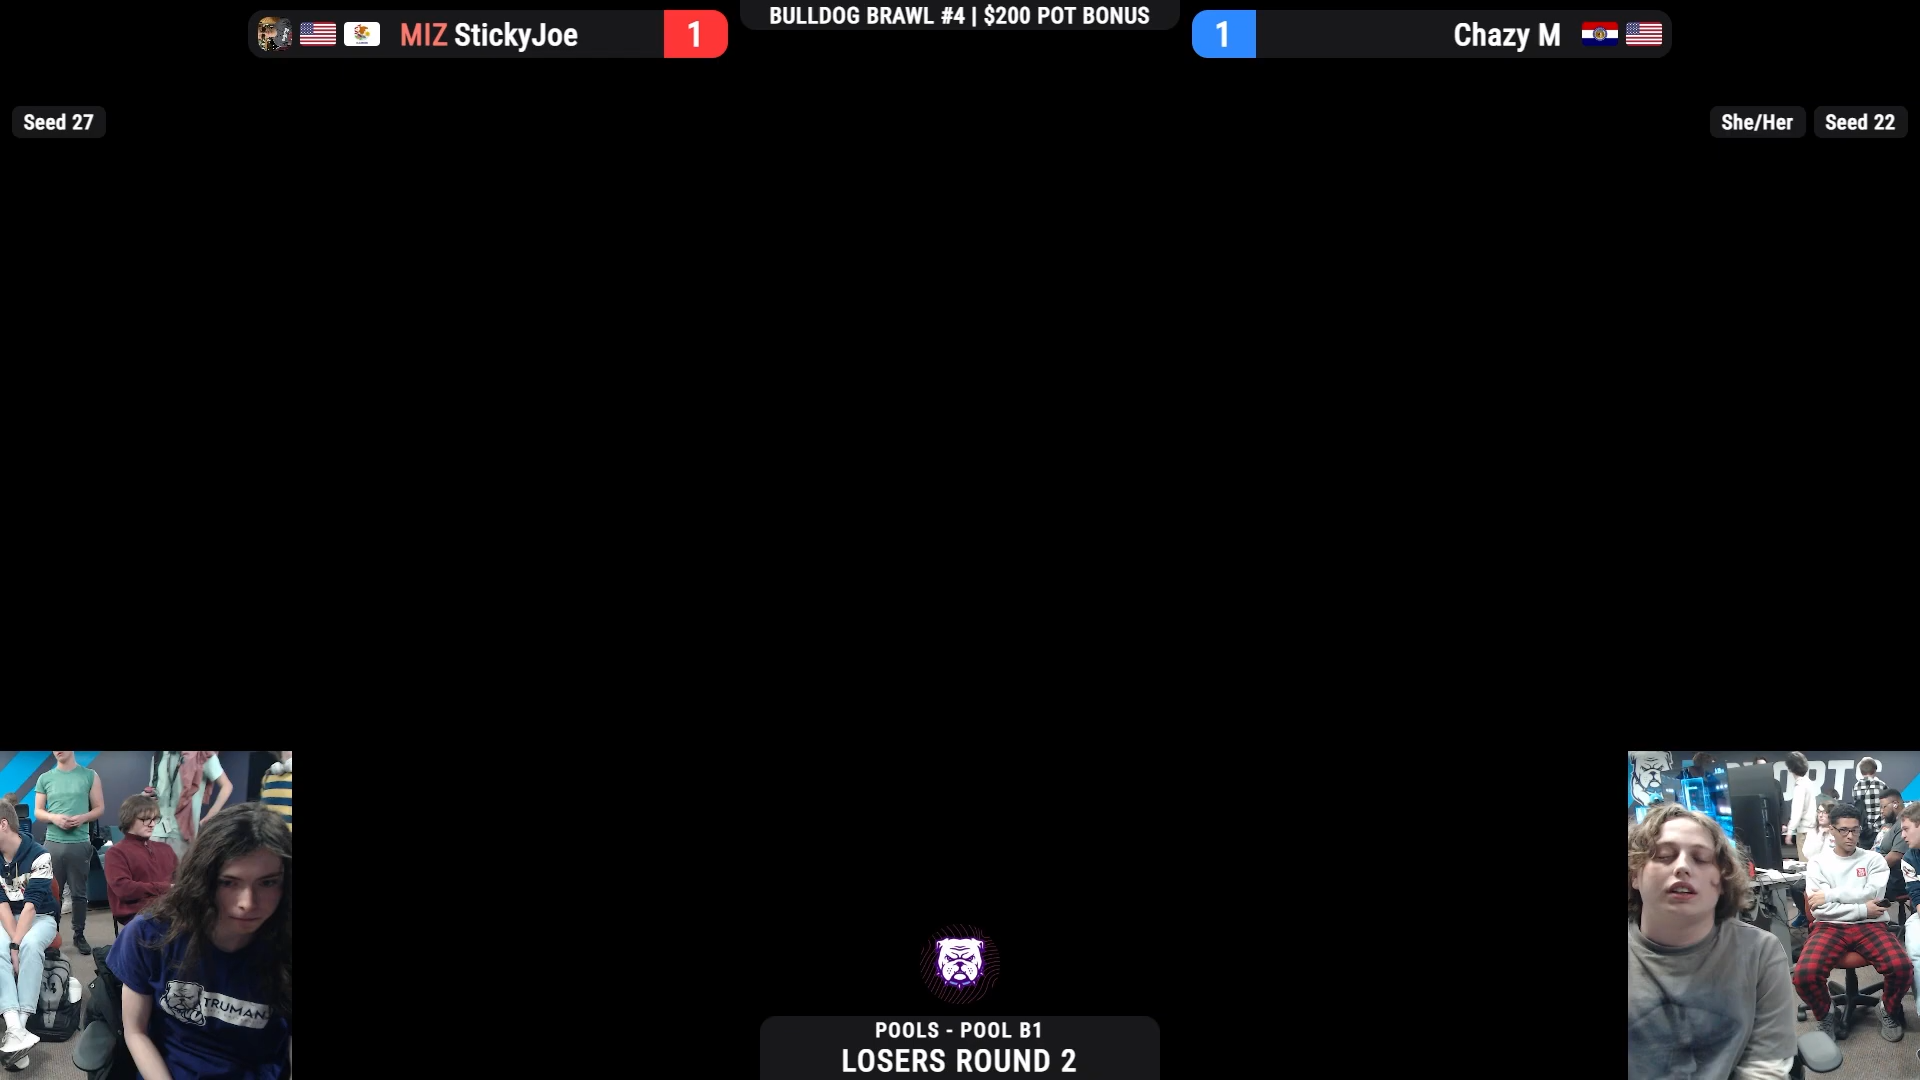 MIZ StickyJoe 1
BULLDOG BRAWL #4 | $200 POT BONUS
1 Chazy M
Seed 27
She/Her Seed 22
TRUMAN
POOLS - POOL B1
LOSERS ROUND 2